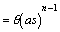 = θ(as)^{n−1}